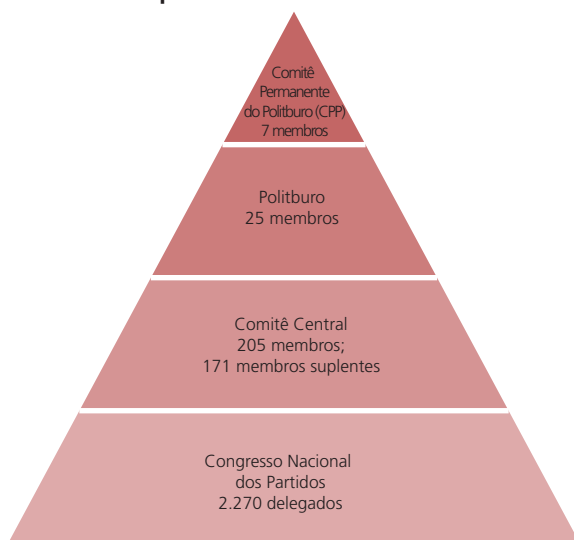 Comitê
Permanente
do Politburo (CPP)
7 membros
Politburo
25 membros
Comitê Central
205 membros;
171 membros suplentes
Congresso Nacional
dos Partidos
2.270 delegados